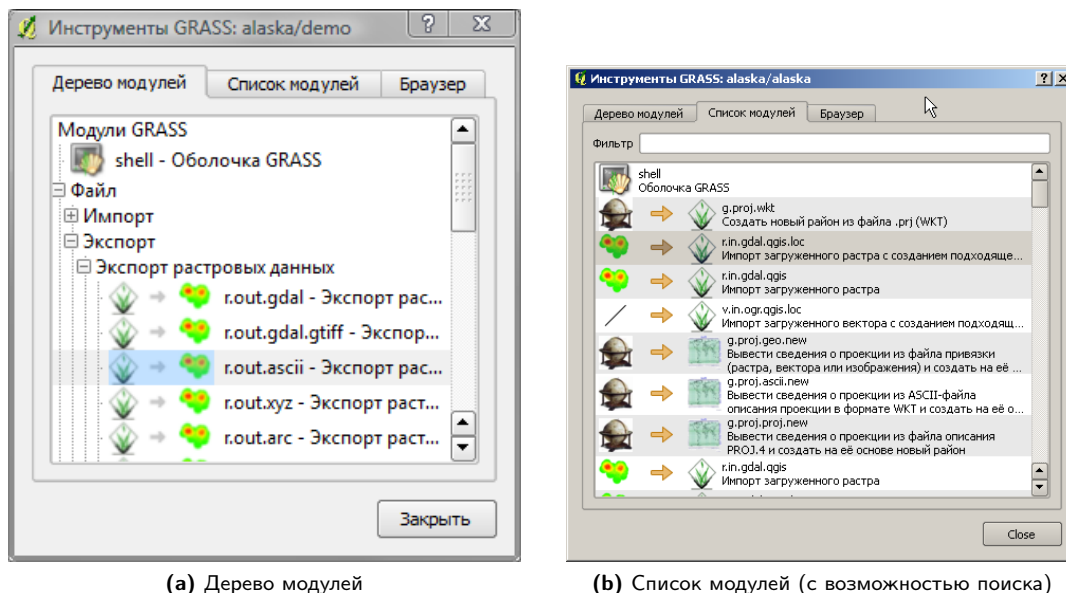 Инструменты GRASS: alaska/demo
Дерево модулей
Список модулей
Браузер
Модули GRASS
shell - Оболочка GRASS
Файл
Импорт
Экспорт
Экспорт растровых данных
r.out.gdal - Экспорт рас...
r.out.gdal.gtiff - Экспор...
r.out.ascii - Экспорт рас...
r.out.xyz - Экспорт раст...
r.out.arc - Экспорт раст...
Закрыть
(a) Дерево модулей
Инструменты GRASS: alaska/alaska
Дерево модулей
Список модулей
Браузер
Фильтр
shell
Оболочка GRASS
g.proj.wkt
Создать новый район из файла .prj (WKT)
r.in.gdal.qgis.loc
Импорт загруженного растра с созданием подходяще...
r.in.gdal.qgis
Импорт загруженного растра
v.in.ogr.qgis.loc
Импорт загруженного вектора с созданием подходящ...
g.proj.geo.new
Вывести сведения о проекции из файла привязки
(растра, вектора или изображения) и создать на её ...
g.proj.ascii.new
Вывести сведения о проекции из ASCII-файла
описания проекции в формате WKT и создать на её о...
g.proj.proj.new
Вывести сведения о проекции из файла описания
PROJ.4 и создать на её основе новый район
r.in.gdal.qgis
Импорт загруженного растра
Close
(b) Список модулей (с возможностью поиска)